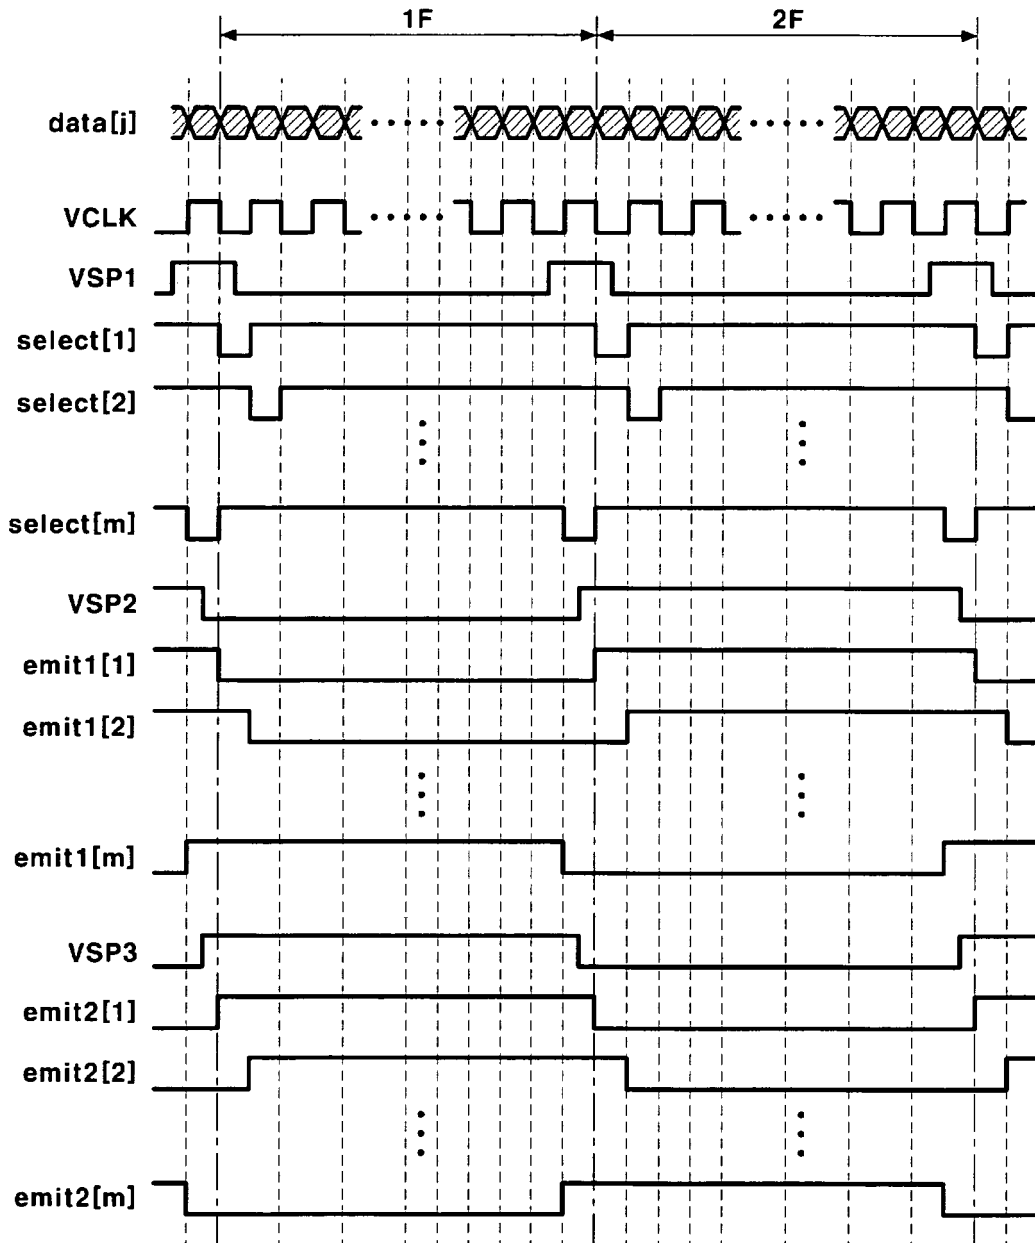 1F 2F
data[j]
VCLK
VSP1
select[1]
select[2]
select[m]
VSP2
emit1[1]
emit1[2]
emit1[m]
VSP3
emit2[1]
emit2[2]
emit2[m]